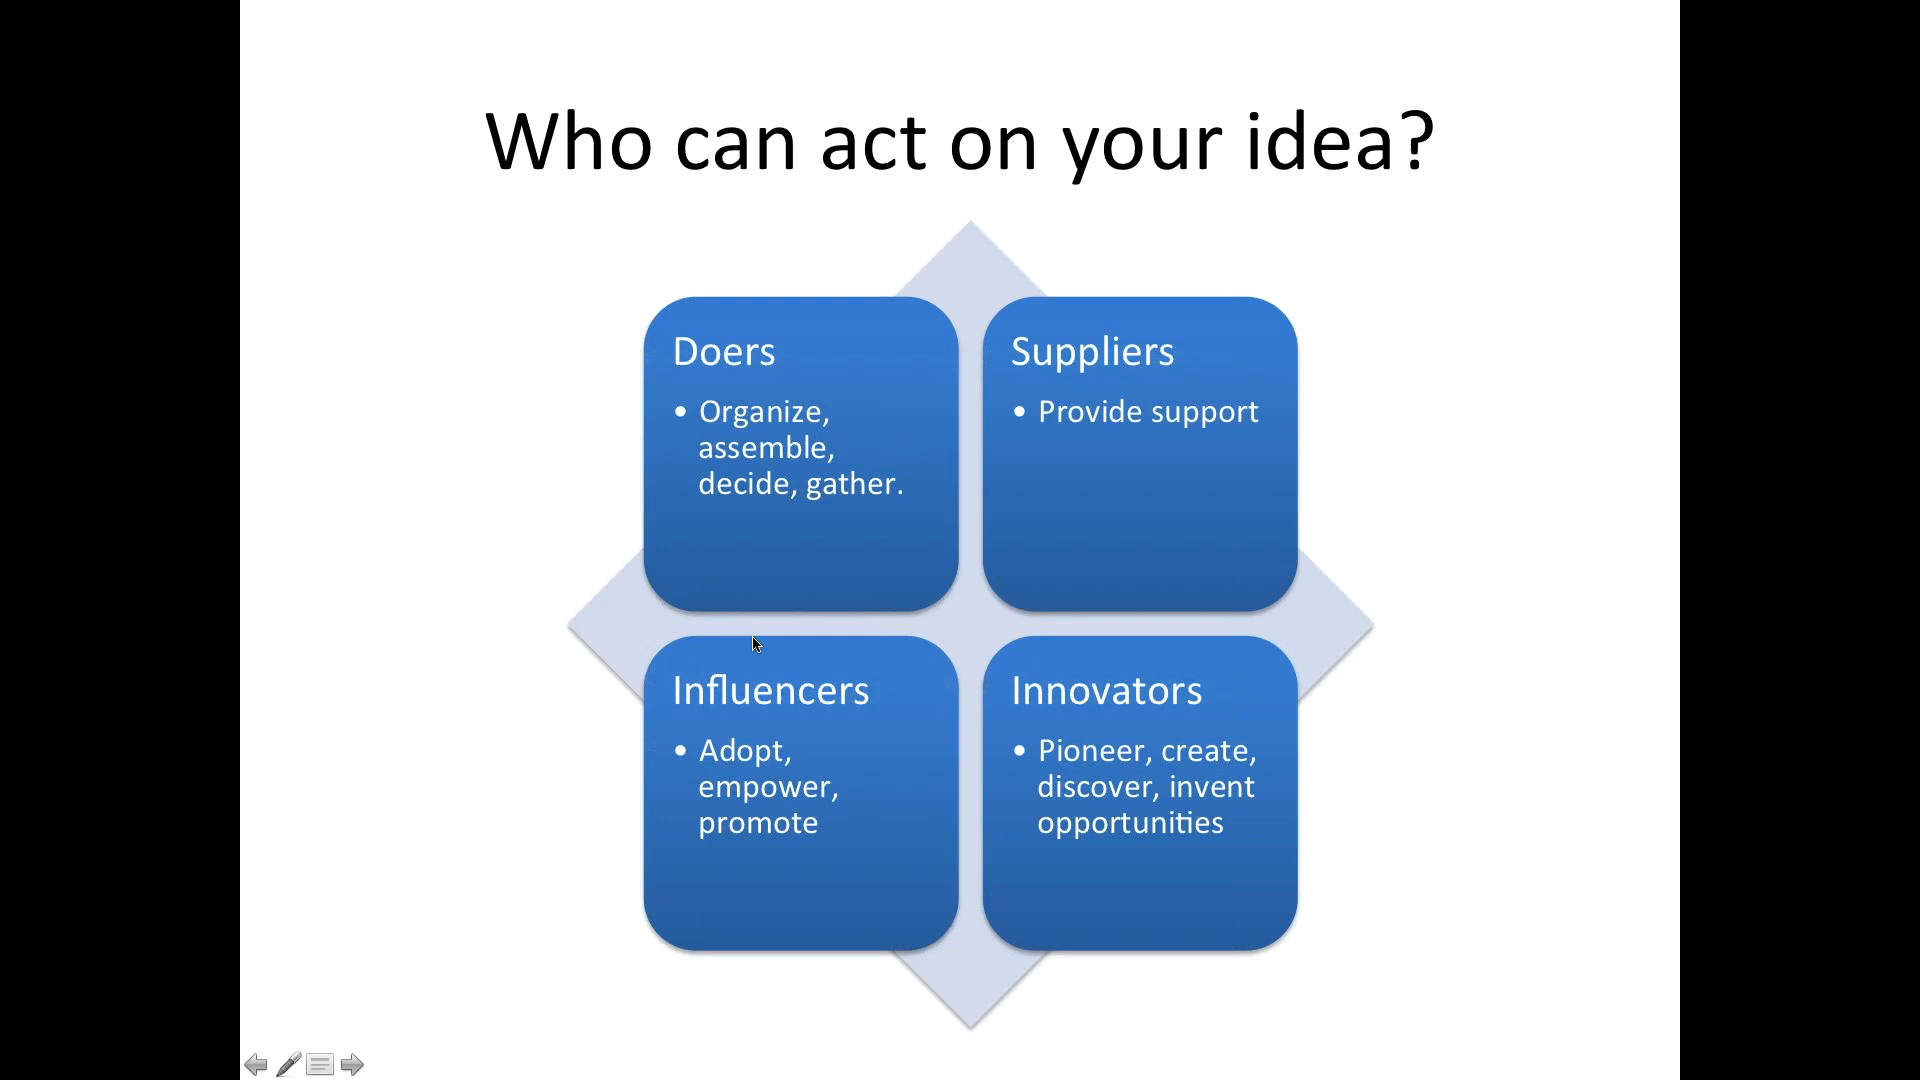 Who can act on your idea?
Doers
• Organize,
assemble,
decide, gather.
Suppliers
• Provide support
Influencers
• Adopt,
empower,
promote
Innovators
• Pioneer, create,
discover, invent
opportunities